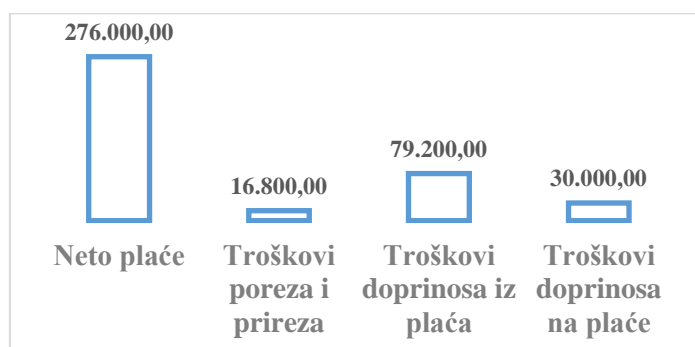 276.000,00
16.800,00
79.200,00
30.000,00
Neto plaće
Troškovi
poreza i
prireza
Troškovi
doprinosa iz
plaća
Troškovi
doprinosa
na plaće